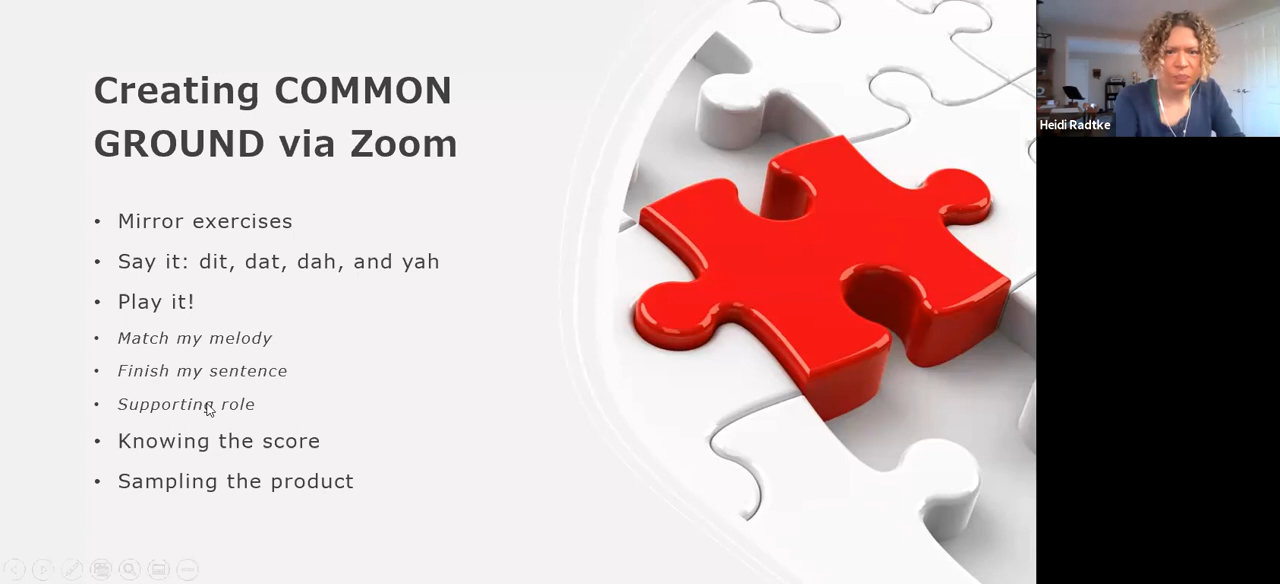 Creating COMMON
GROUND via Zoom
• Mirror exercises
• Say it: dit, dat, dah, and yah
• Play it!
• Match my melody
• Finish my sentence
• Supporting role
• Knowing the score
• Sampling the product
Heidi Radtke